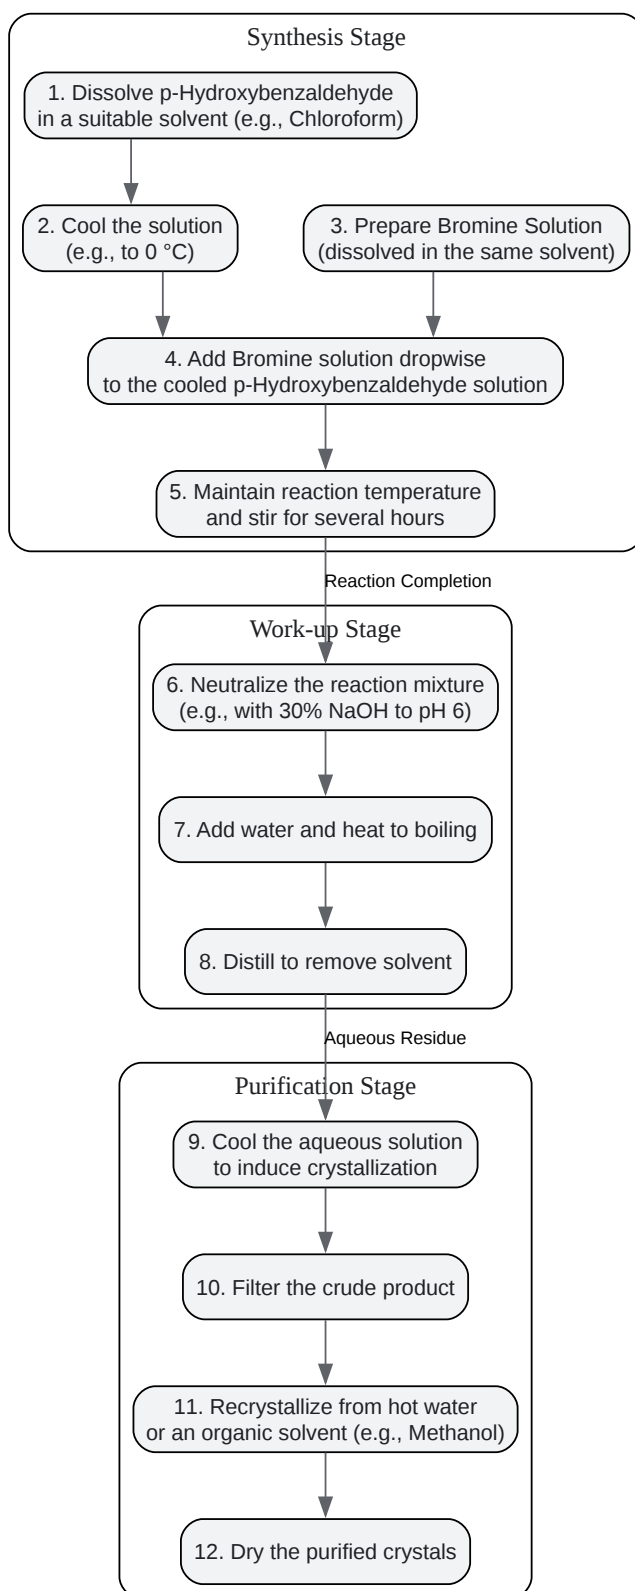 Synthesis Stage
1. Dissolve p-Hydroxybenzaldehyde
in a suitable solvent (e.g., Chloroform)
2. Cool the solution
(e.g., to 0 °C)
3. Prepare Bromine Solution
(dissolved in the same solvent)
4. Add Bromine solution dropwise
to the cooled p-Hydroxybenzaldehyde solution
5. Maintain reaction temperature
and stir for several hours
Reaction Completion
Work-up Stage
6. Neutralize the reaction mixture
(e.g., with 30% NaOH to pH 6)
7. Add water and heat to boiling
8. Distill to remove solvent
Aqueous Residue
Purification Stage
9. Cool the aqueous solution
to induce crystallization
10. Filter the crude product
11. Recrystallize from hot water
or an organic solvent (e.g., Methanol)
12. Dry the purified crystals